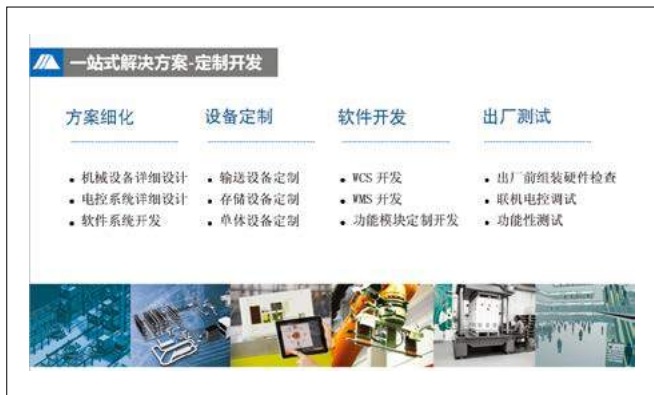 一站式解决方案-定制开发
方案细化
机械设备详细设计
电控系统详细设计
软件系统开发
设备定制
输送设备定制
存储设备定制
单体设备定制
软件开发
WCS 开发
WMS 开发
功能模块定制开发
出厂测试
出厂前组装硬件检查
联机电控调试
功能性测试